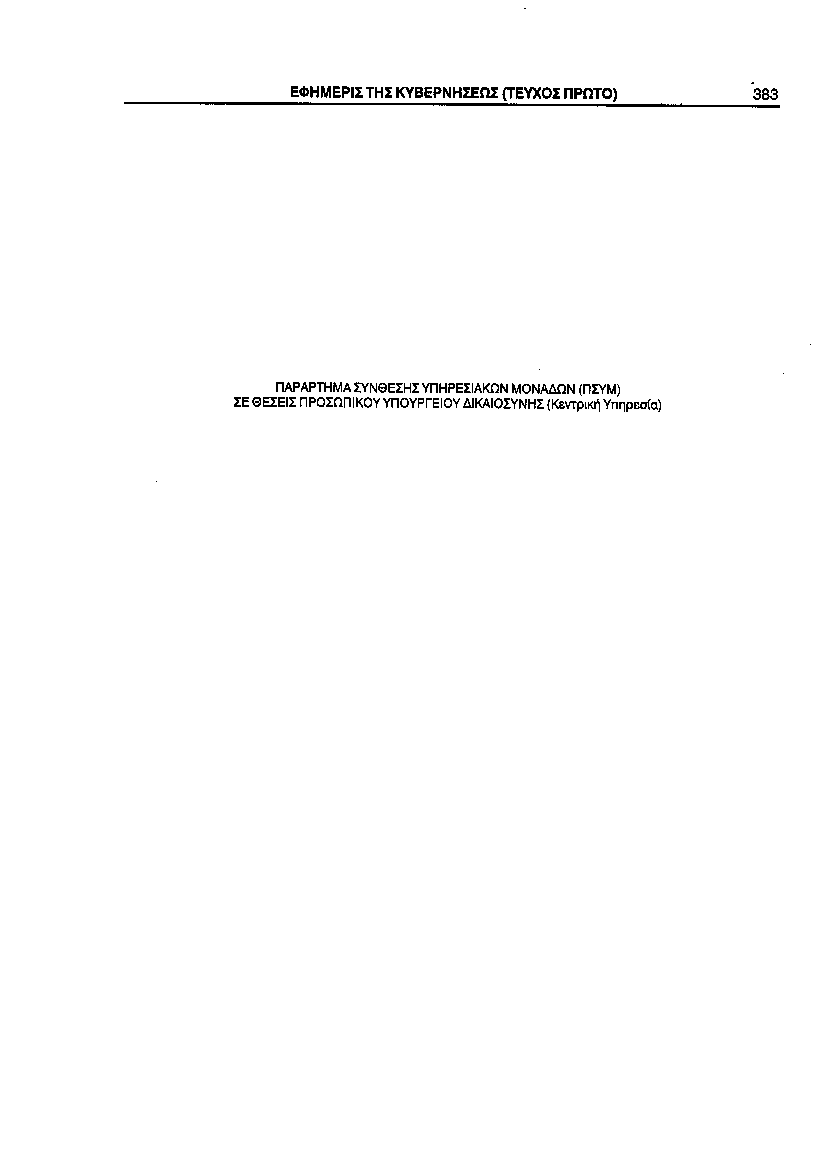 ΕΦΗΜΕΡΙΣ ΤΗΣ ΚΥΒΕΡΝΗΣΕΩΣ (ΤΕΥΧΟΣ ΠΡΩΤΟ) 383
ΠΑΡΑΡΤΗΜΑ ΣΥΝΘΕΣΗΣ ΥΠΗΡΕΣΙΑΚΩΝ ΜΟΝΑΔΩΝ (ΠΣΥΜ)
ΣΕ ΘΕΣΕΙΣ ΠΡΟΣΩΠΙΚΟΥ ΥΠΟΥΡΓΕΙΟΥ ΔΙΚΑΙΟΣΥΝΗΣ (Κεντρική Υπηρεσία)